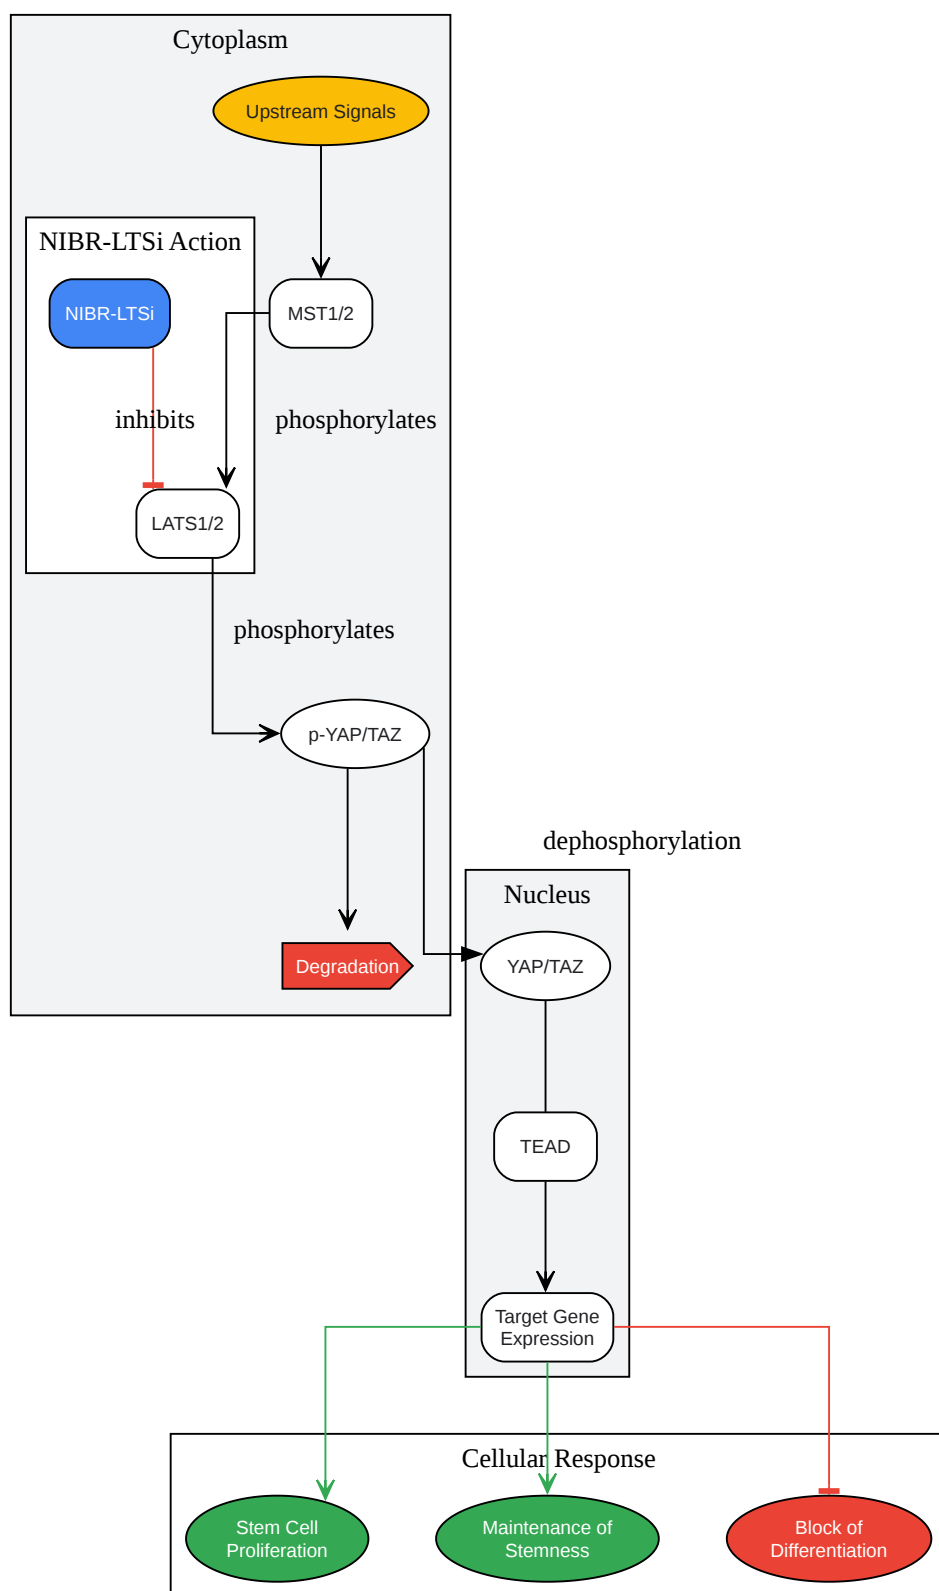 Cytoplasm
Upstream Signals
NIBR-LTSi Action
NIBR-LTSi
MST1/2
inhibits
phosphorylates
LATS1/2
phosphorylates
p-YAP/TAZ
dephosphorylation
Nucleus
Degradation
YAP/TAZ
TEAD
Target Gene
Expression
Cellular Response
Stem Cell
Proliferation
Maintenance of
Stemness
Block of
Differentiation